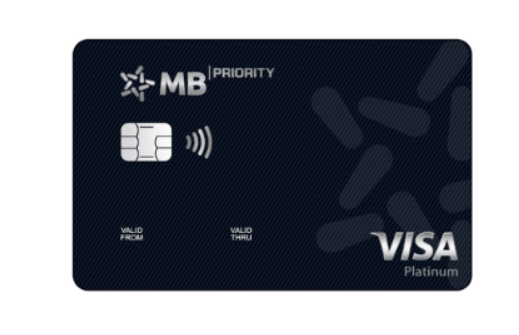 MB PRIORITY
VALID FROM
VALID THRU
VISA
Platinum